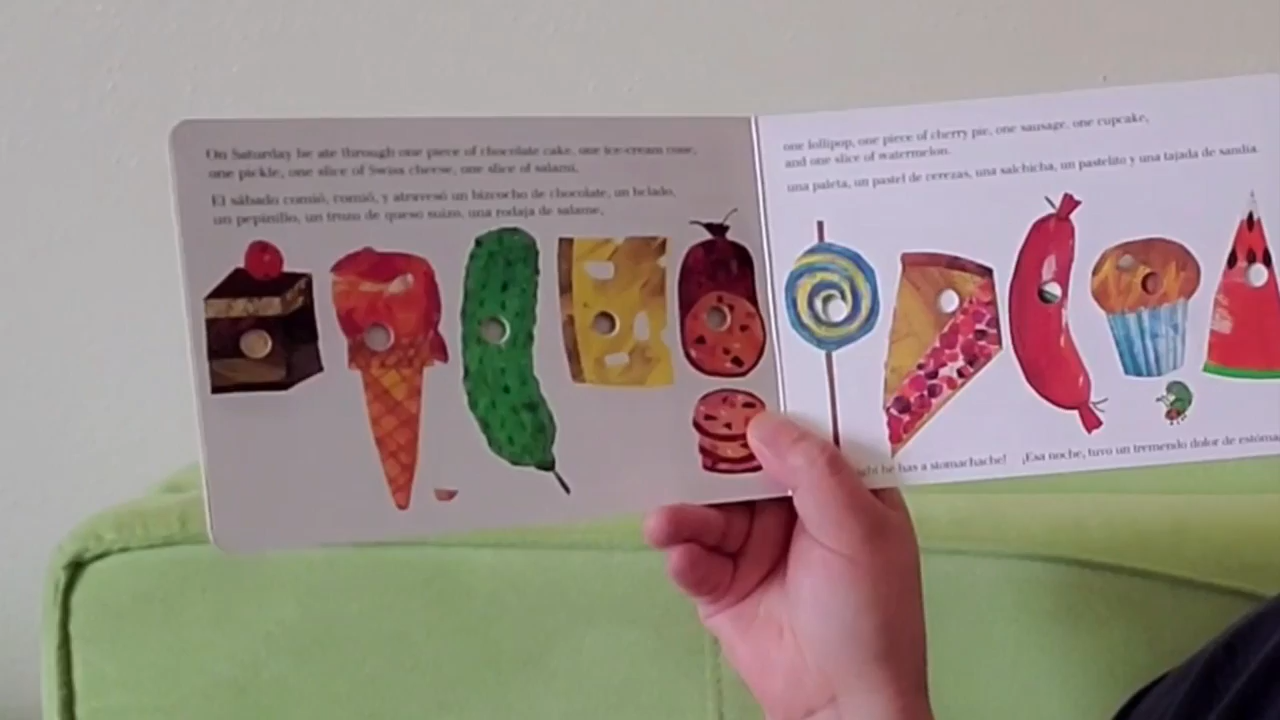 On Saturday he ate through one piece of chocolate cake, one ice-cream cone,
one pickle, one slice of Swiss cheese, one slice of salami,
El sábado comió, comió, y atravesó un bizcocho de chocolate, un helado,
un pepinillo, un trozo de queso suizo, una rodaja de salame,
one lollipop, one piece of cherry pie, one sausage, one cupcake,
and one slice of watermelon.
una paleta, un pastel de cerezas, una salchicha, un pastelito y una tajada de sandía.
he has a stomachache! ¡Esa noche, tuvo un tremendo dolor de